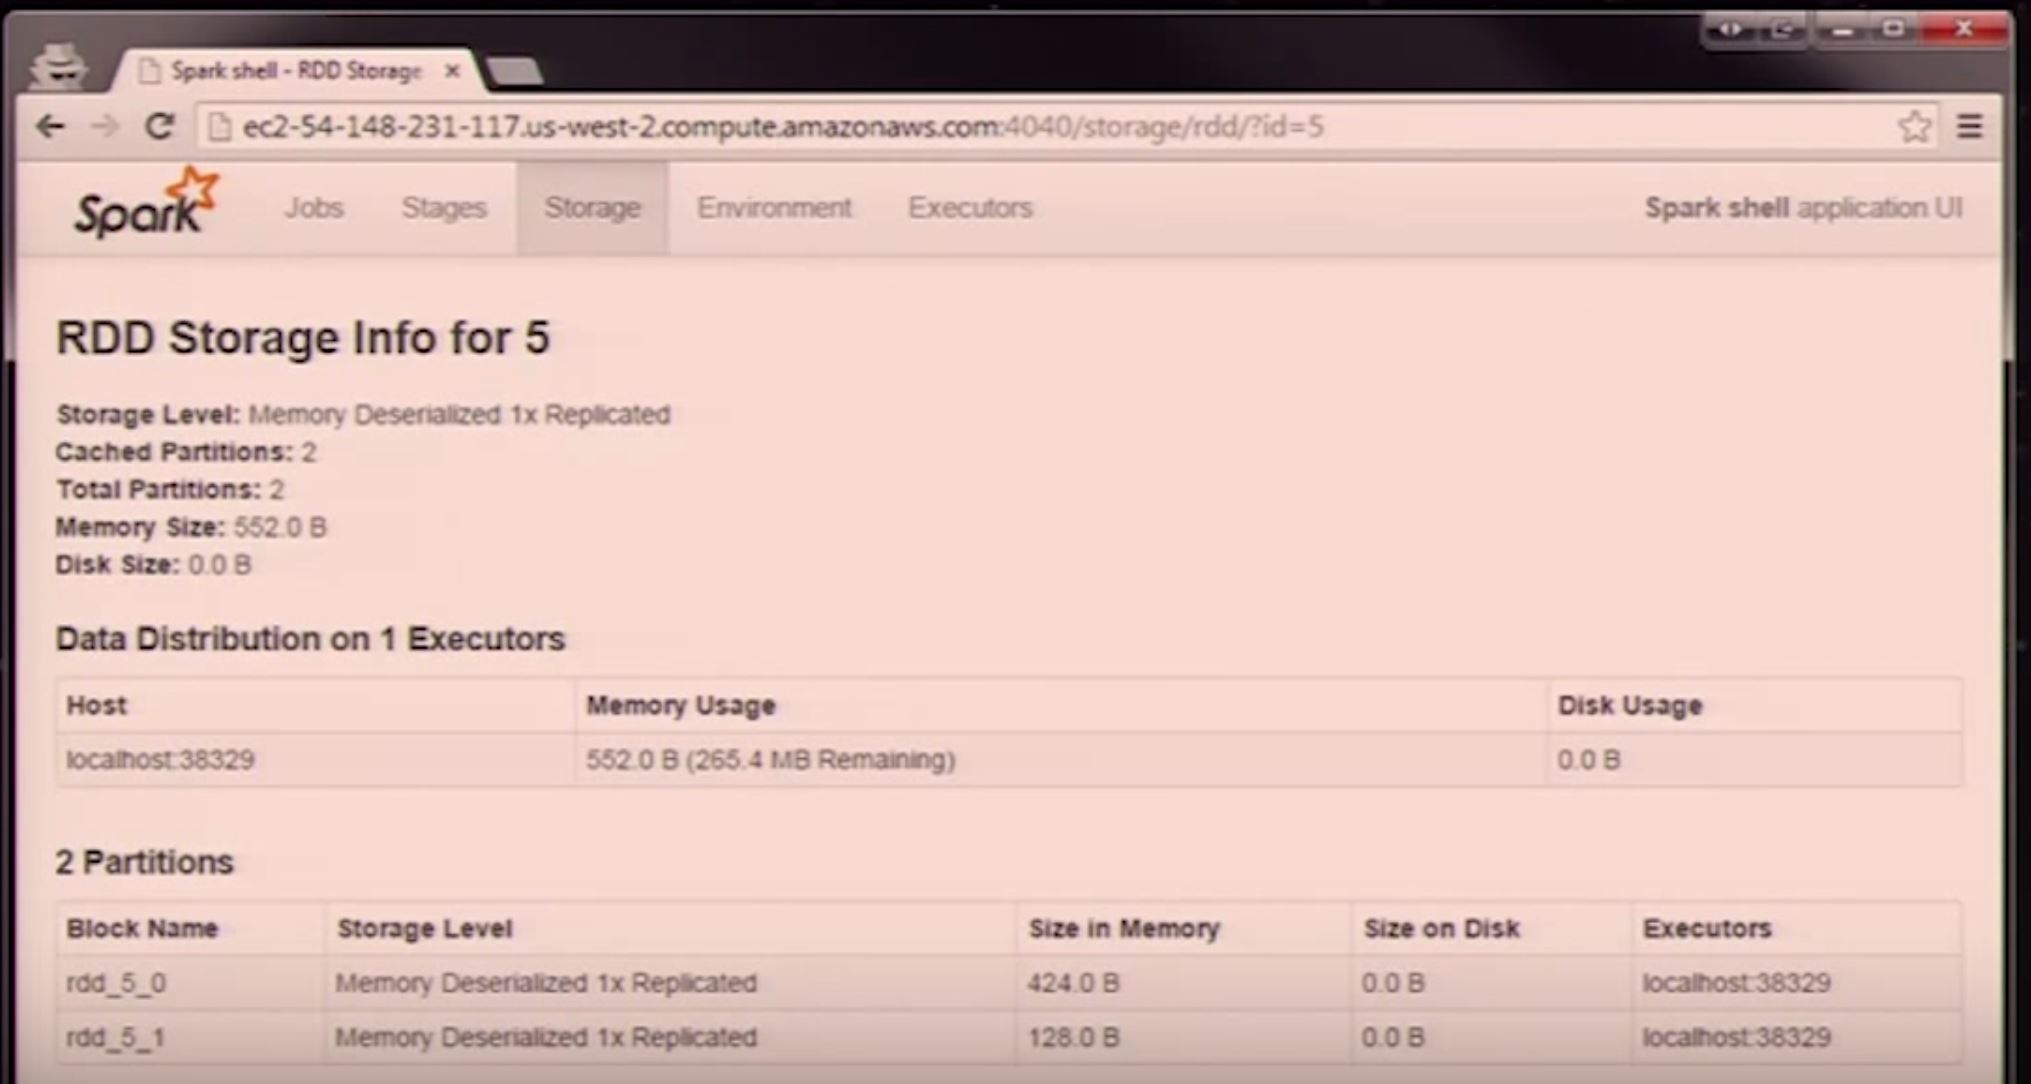 Spark shell - RDD Storage
ec2-54-148-231-117.us-west-2.compute.amazonaws.com:4040/storage/rdd/?id=5
Spark Jobs Stages Storage Environment Executors Spark shell application UI
RDD Storage Info for 5
Storage Level: Memory Deserialized 1x Replicated
Cached Partitions: 2
Total Partitions: 2
Memory Size: 552.0 B
Disk Size: 0.0 B
Data Distribution on 1 Executors
Host Memory Usage Disk Usage
localhost:38329 552.0 B (265.4 MB Remaining) 0.0 B
2 Partitions
Block Name Storage Level Size in Memory Size on Disk Executors
rdd_5_0 Memory Deserialized 1x Replicated 424.0 B 0.0 B localhost:38329
rdd_5_1 Memory Deserialized 1x Replicated 128.0 B 0.0 B localhost:38329